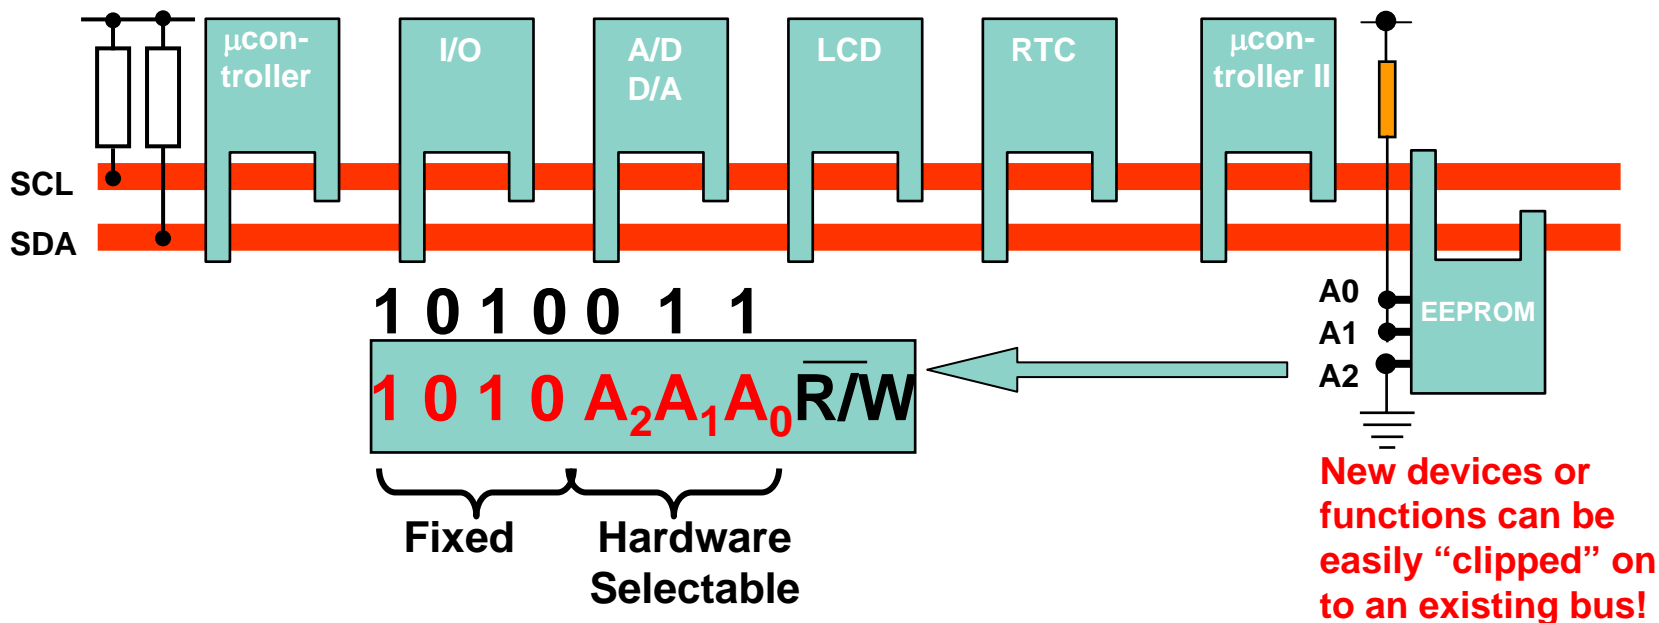 μcon-
troller
I/O
A/D
D/A
LCD
RTC
μcon-
troller II
SCL
SDA
1 0 1 0 0 1 1
1 0 1 0 A₂A₁A₀R/W̅
Fixed
Hardware
Selectable
A0
A1
A2
EEPROM
New devices or
functions can be
easily “clipped” on
to an existing bus!